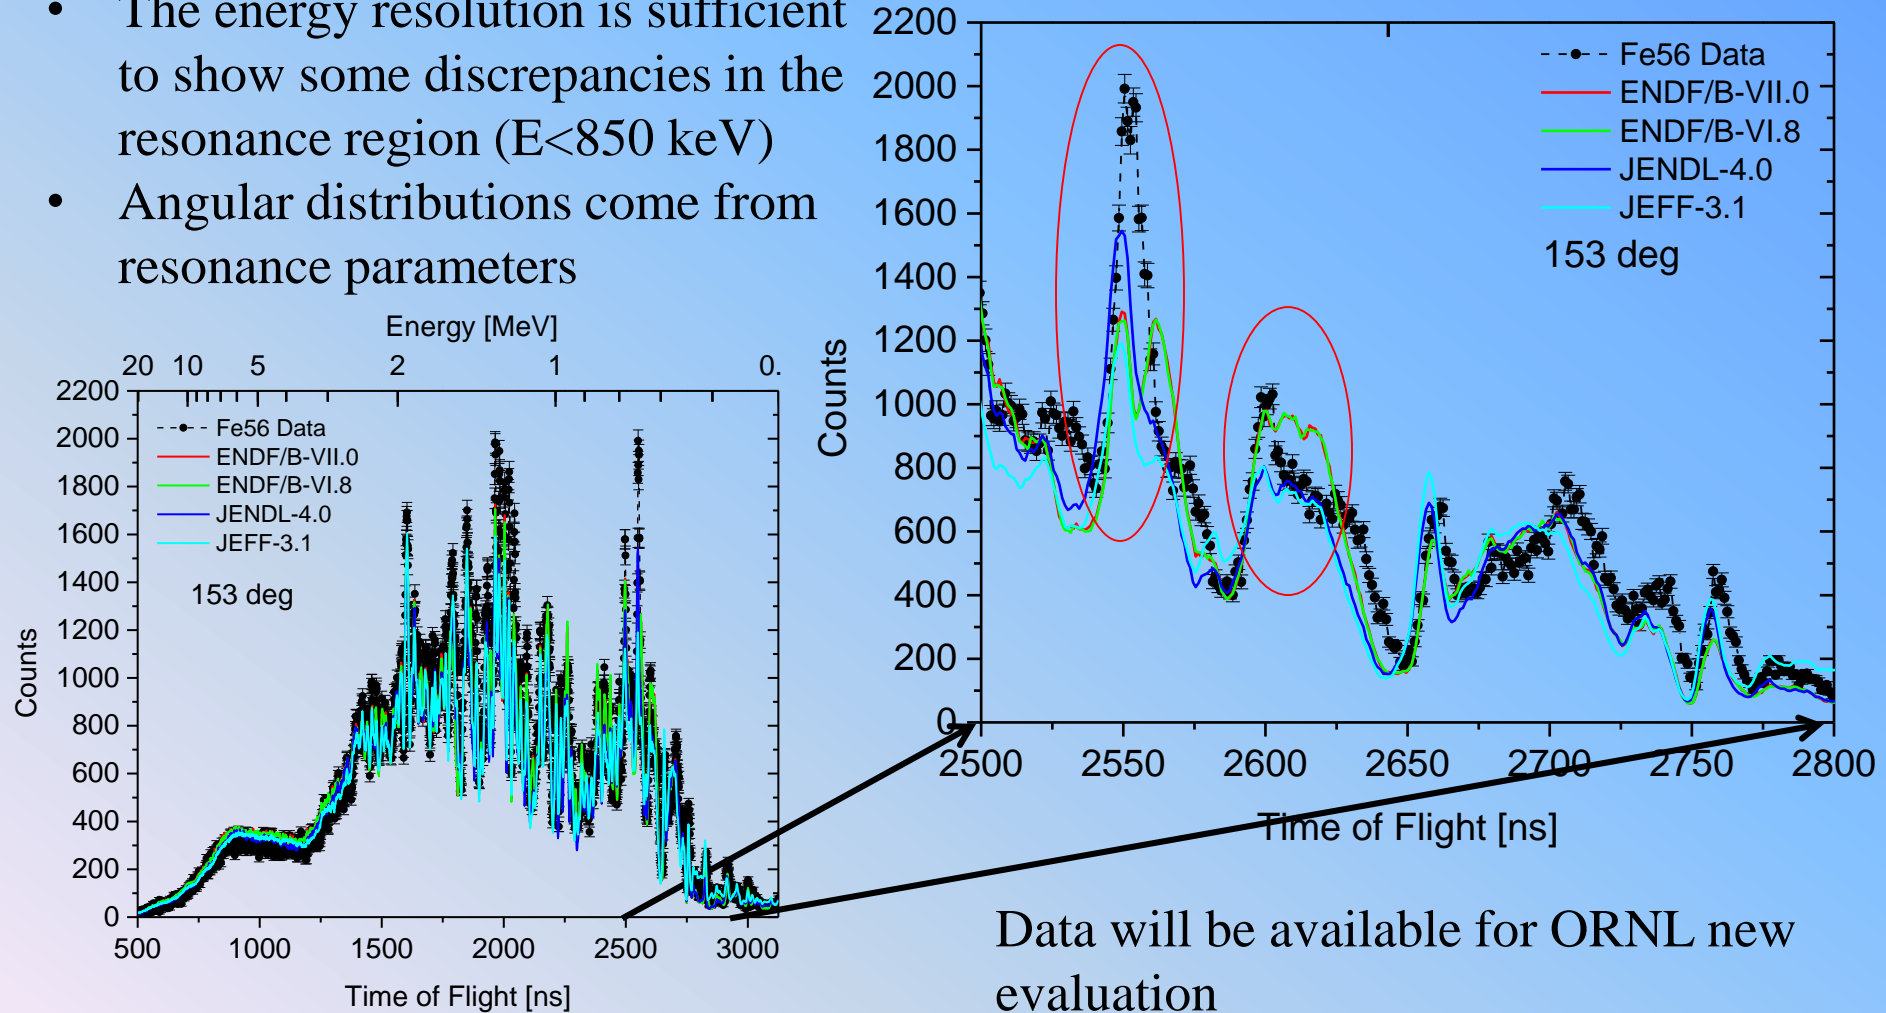 • The energy resolution is sufficient
to show some discrepancies in the
resonance region (E<850 keV)
• Angular distributions come from
resonance parameters
Energy [MeV]
20 10 5 2 1 0.
2200
2000
1800
1600
1400
1200
1000
800
600
400
200
0
Counts
Fe56 Data
ENDF/B-VII.0
ENDF/B-VI.8
JENDL-4.0
JEFF-3.1
153 deg
500 1000 1500 2000 2500 3000
Time of Flight [ns]
2200
2000
1800
1600
1400
1200
1000
800
600
400
200
0
Counts
Fe56 Data
ENDF/B-VII.0
ENDF/B-VI.8
JENDL-4.0
JEFF-3.1
153 deg
2500 2550 2600 2650 2700 2750 2800
Time of Flight [ns]
Data will be available for ORNL new
evaluation